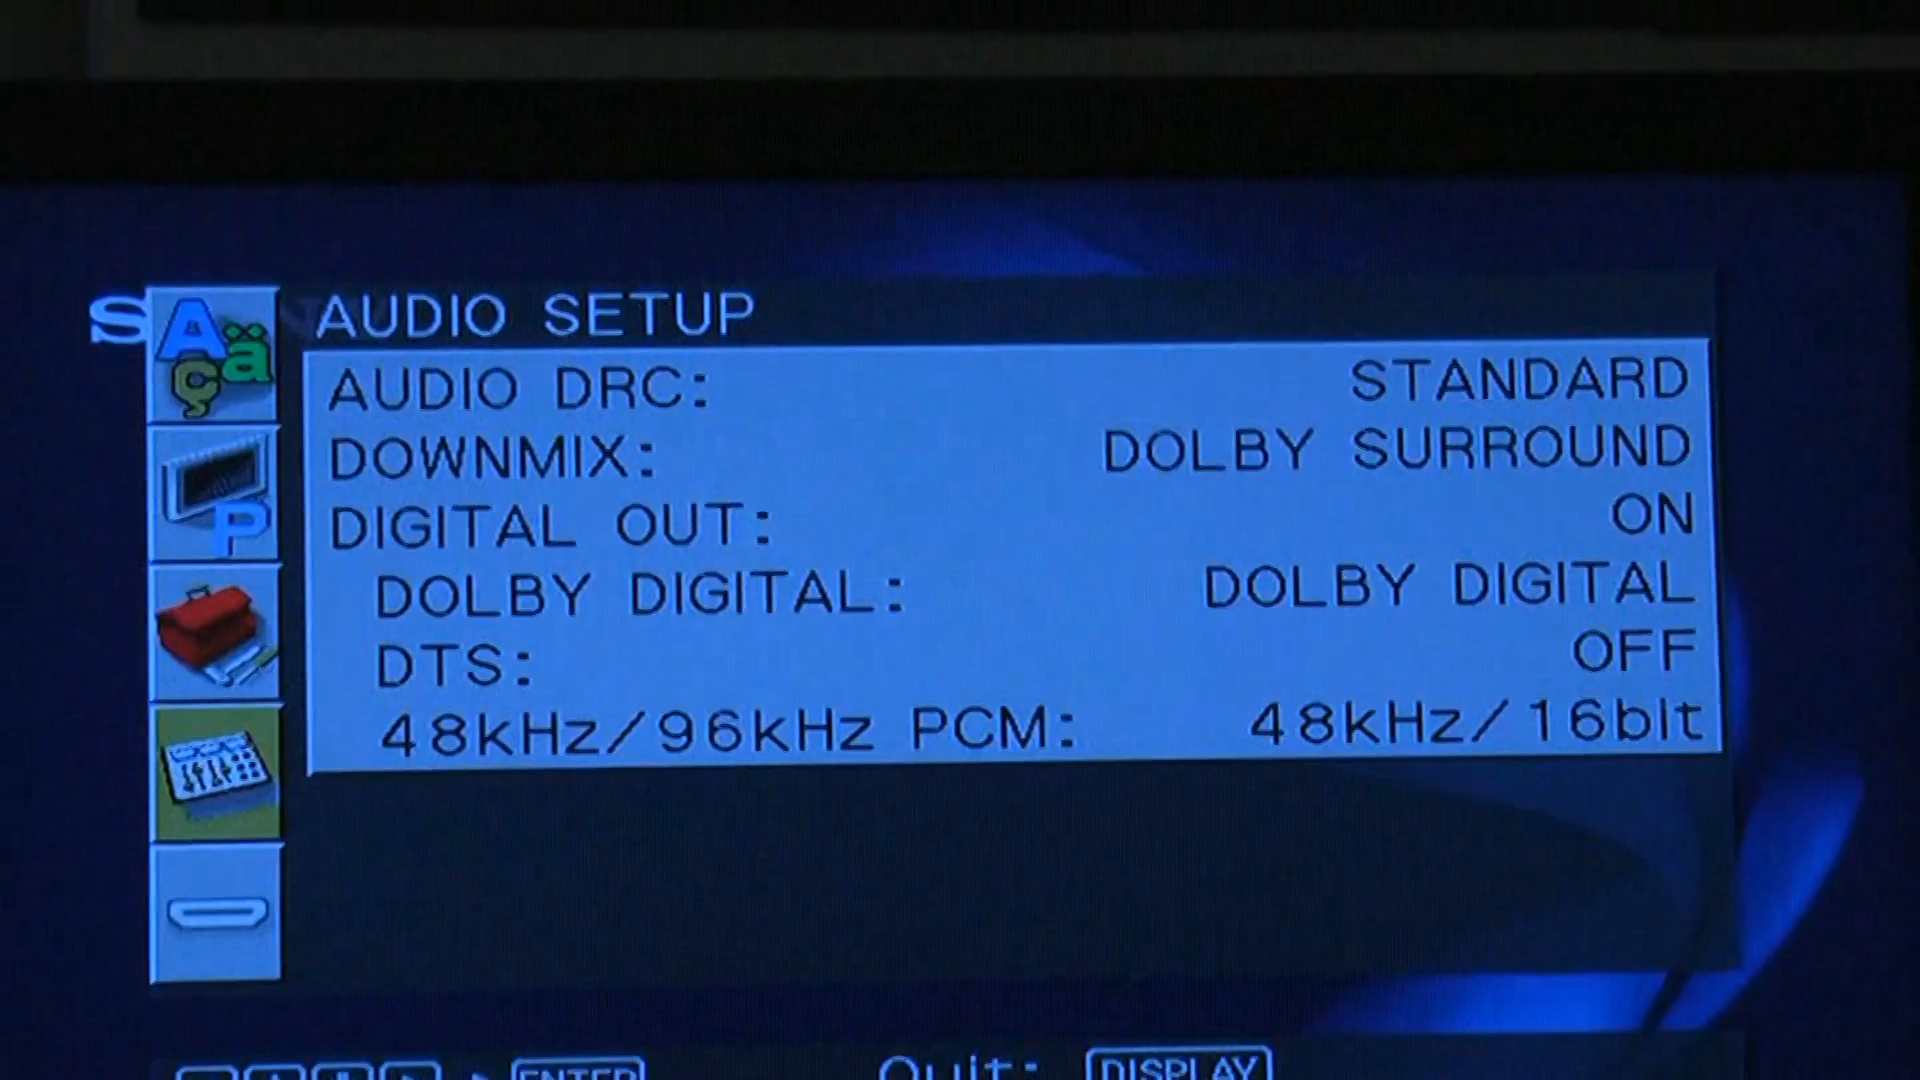 AUDIO SETUP
AUDIO DRC: STANDARD
DOWNMIX: DOLBY SURROUND
DIGITAL OUT: ON
DOLBY DIGITAL: DOLBY DIGITAL
DTS: OFF
48kHz/96kHz PCM: 48kHz/16bit
ENTER Quit: DISPLAY